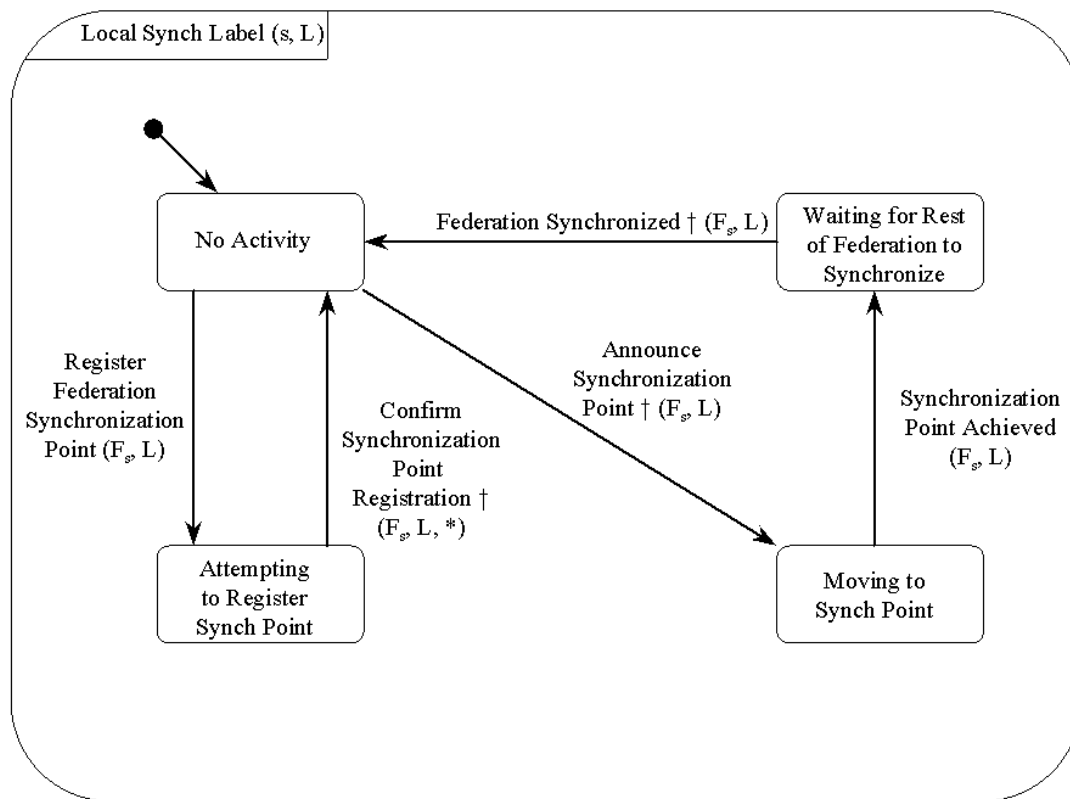 Local Synch Label (s, L)
No Activity
Federation Synchronized † (Fs, L)
Waiting for Rest
of Federation to
Synchronize
Register
Federation
Synchronization
Point (Fs, L)
Confirm
Synchronization
Point
Registration †
(Fs, L, *)
Announce
Synchronization
Point † (Fs, L)
Synchronization
Point Achieved
(Fs, L)
Attempting
to Register
Synch Point
Moving to
Synch Point